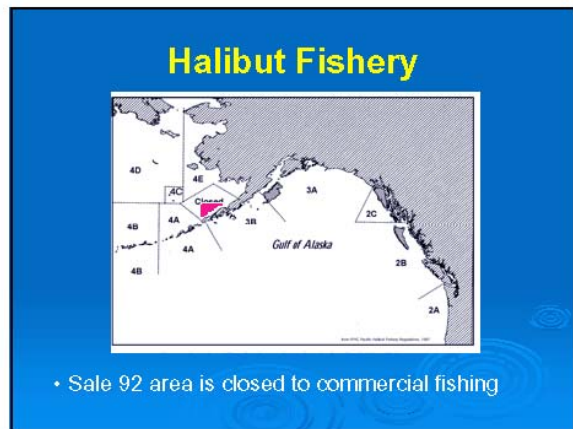 Halibut Fishery
4D
4E
4C
Closed
3A
4B
4A
3B
2C
Gulf of Alaska
4B
4A
2B
2A
• Sale 92 area is closed to commercial fishing